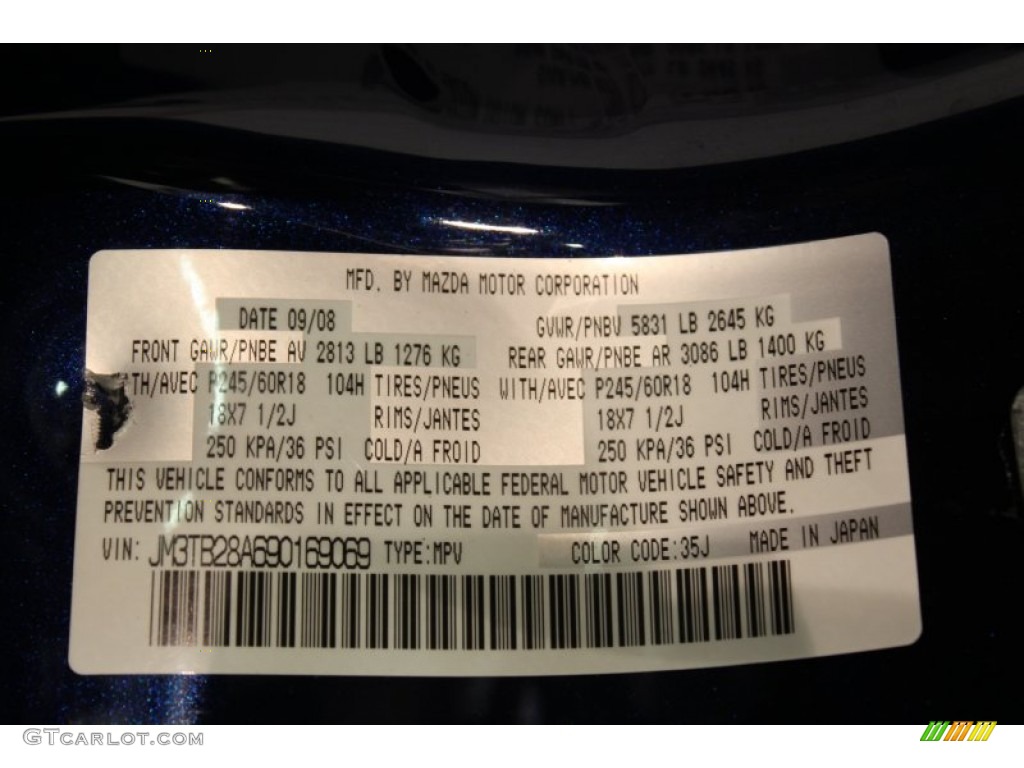 MFD. BY MAZDA MOTOR CORPORATION
DATE 09/08 GVWR/PNBV 5831 LB 2645 KG
FRONT GAWR/PNBE AV 2813 LB 1276 KG REAR GAWR/PNBE AR 3086 LB 1400 KG
WITH/AVEC P245/60R18 104H TIRES/PNEUS WITH/AVEC P245/60R18 104H TIRES/PNEUS
18X7 1/2J RIMS/JANTES 18X7 1/2J RIMS/JANTES
250 KPA/36 PSI COLD/A FROID 250 KPA/36 PSI COLD/A FROID
THIS VEHICLE CONFORMS TO ALL APPLICABLE FEDERAL MOTOR VEHICLE SAFETY AND THEFT
PREVENTION STANDARDS IN EFFECT ON THE DATE OF MANUFACTURE SHOWN ABOVE.
VIN: JM3TB28A690169069 TYPE:MPV COLOR CODE:35J MADE IN JAPAN
GTCarlot.com